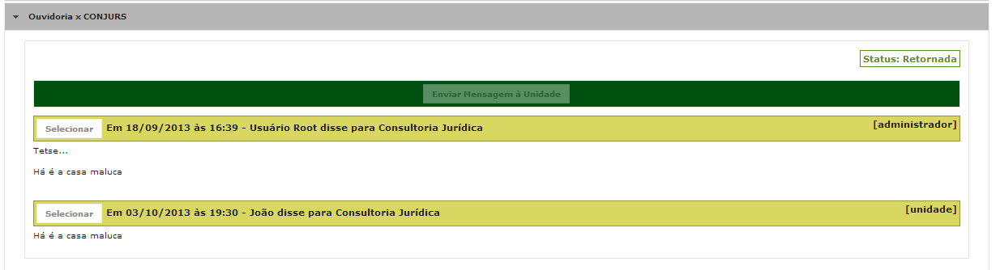 Ouvidoria x CONJURS
Status: Retornada
Enviar Mensagem à Unidade
Selecionar Em 18/09/2013 às 16:39 - Usuário Root disse para Consultoria Jurídica [administrador]
Tetse...
Há é a casa maluca
Selecionar Em 03/10/2013 às 19:30 - João disse para Consultoria Jurídica [unidade]
Há é a casa maluca